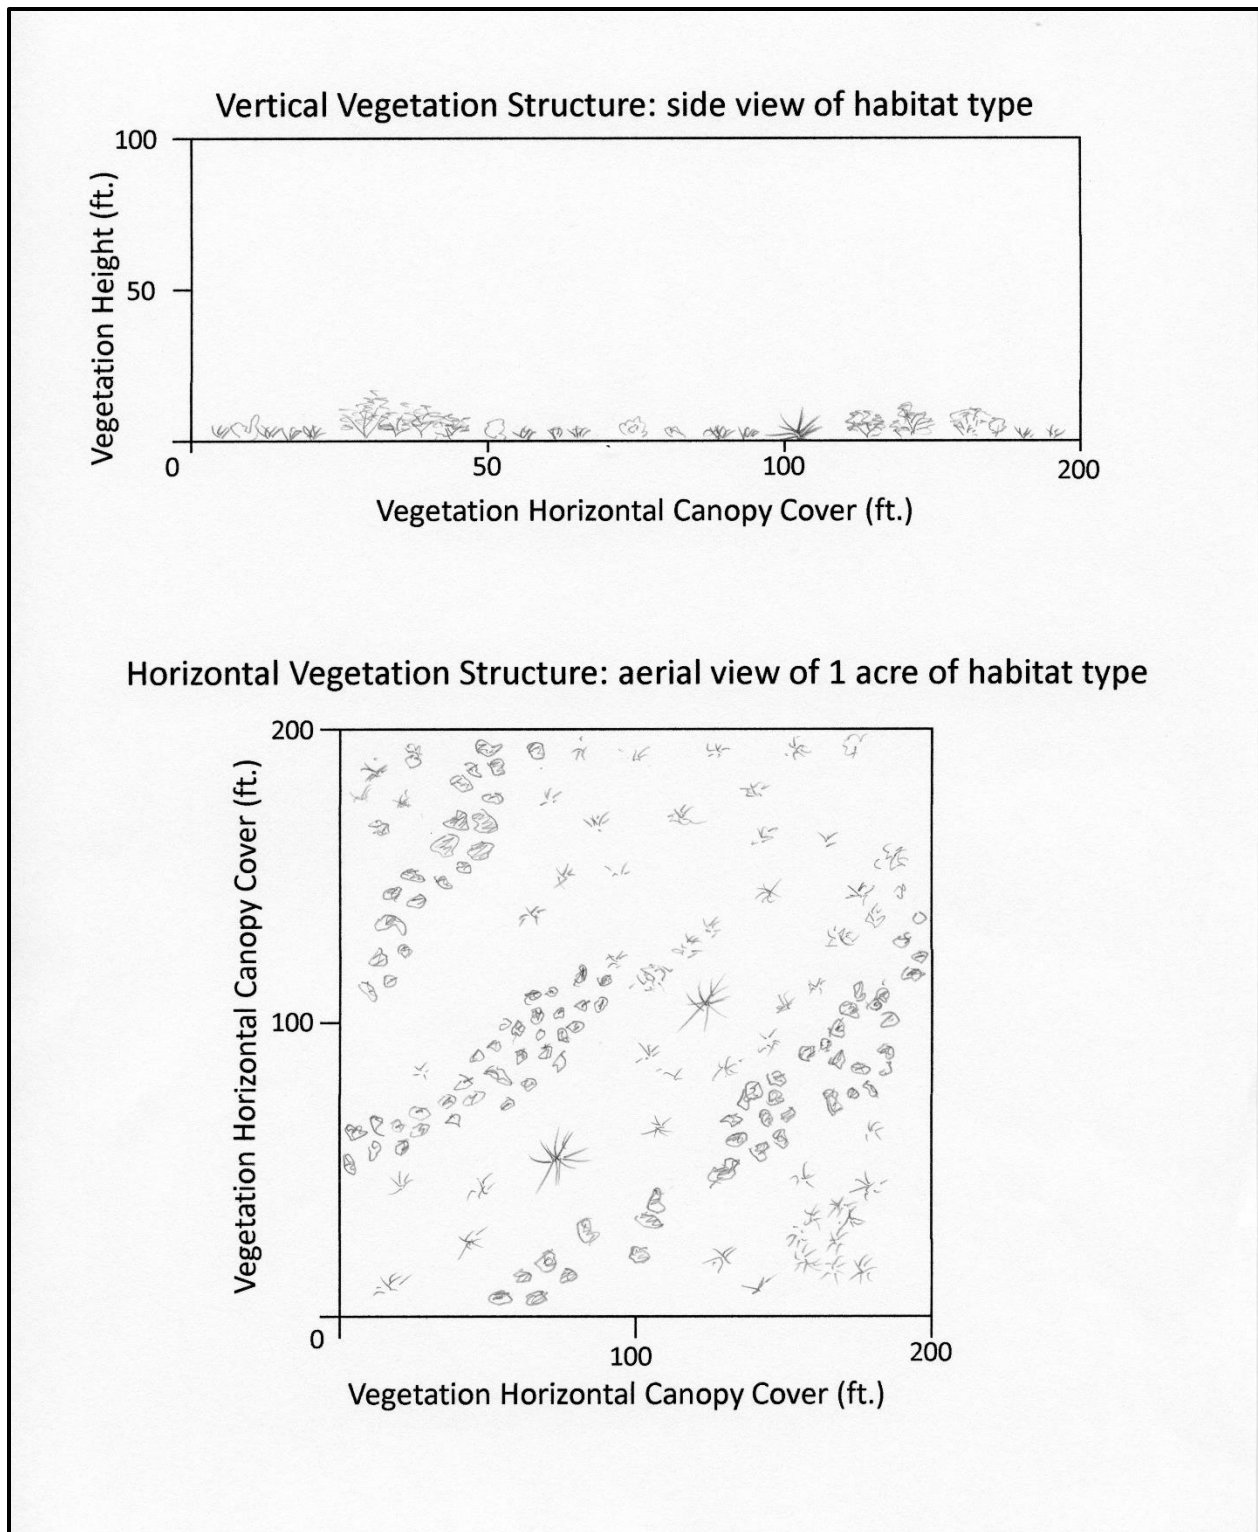 Vertical Vegetation Structure: side view of habitat type
100
50
Vegetation Height (ft.)
0
50
100
200
Vegetation Horizontal Canopy Cover (ft.)
Horizontal Vegetation Structure: aerial view of 1 acre of habitat type
200
100
Vegetation Horizontal Canopy Cover (ft.)
0
100
200
Vegetation Horizontal Canopy Cover (ft.)